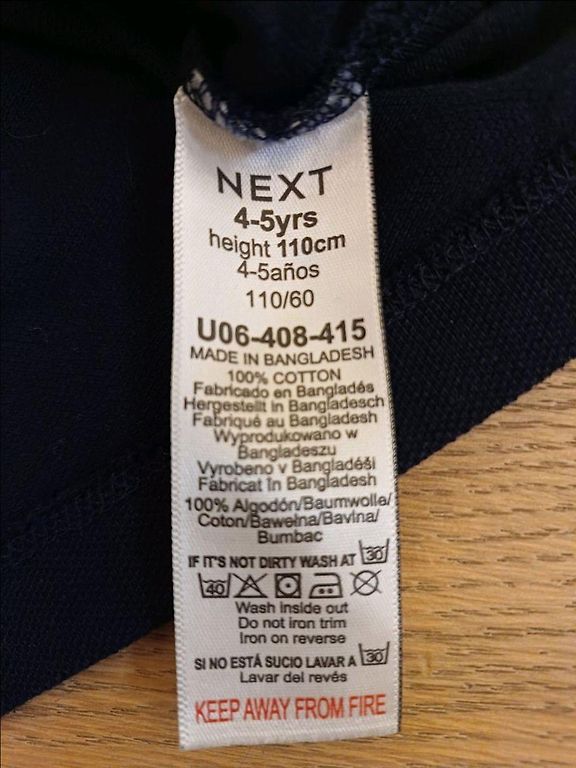 NEXT
4-5yrs
height 110cm
4-5años
110/60
U06-408-415
MADE IN BANGLADESH
100% COTTON
Fabricado en Bangladés
Hergestellt in Bangladesch
Fabriqué au Bangladesh
Wyprodukowano w
Bangladeszu
Vyrobeno v Bangladéši
Fabricat în Bangladesh
100% Algodón/Baumwolle/
Coton/Bawełna/Bavlna/
Bumbac
IF IT'S NOT DIRTY WASH AT 30
40
Wash inside out
Do not iron trim
Iron on reverse
SI NO ESTÁ SUCIO LAVAR A 30
Lavar del revés
KEEP AWAY FROM FIRE